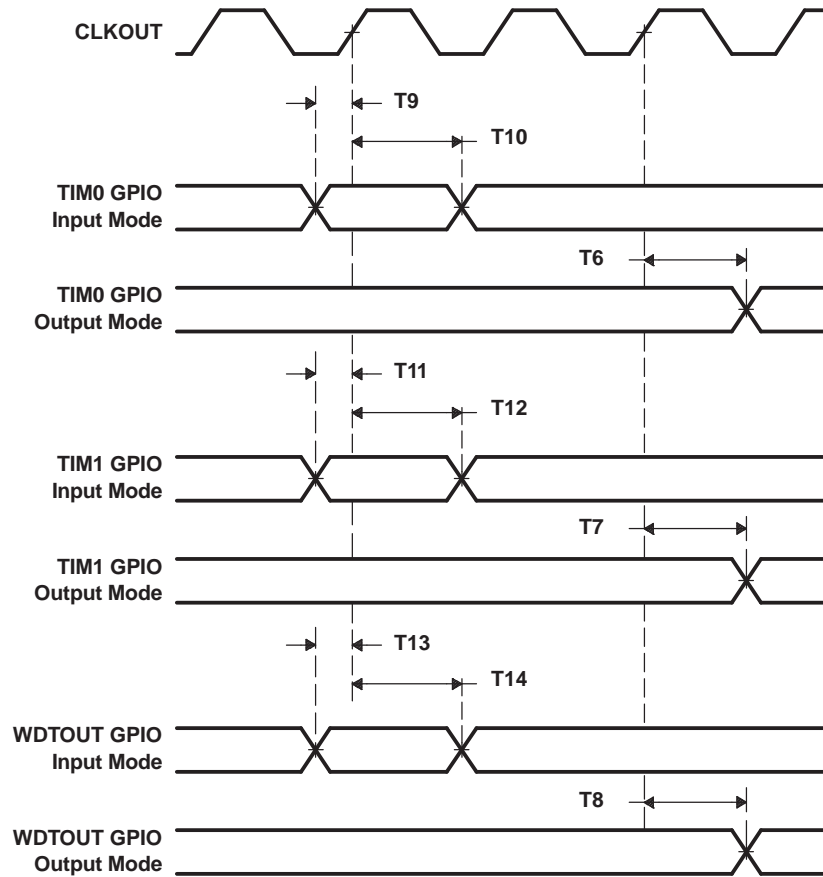 CLKOUT
T9
T10
TIM0 GPIO
Input Mode
T6
TIM0 GPIO
Output Mode
T11
T12
TIM1 GPIO
Input Mode
T7
TIM1 GPIO
Output Mode
T13
T14
WDTOUT GPIO
Input Mode
T8
WDTOUT GPIO
Output Mode